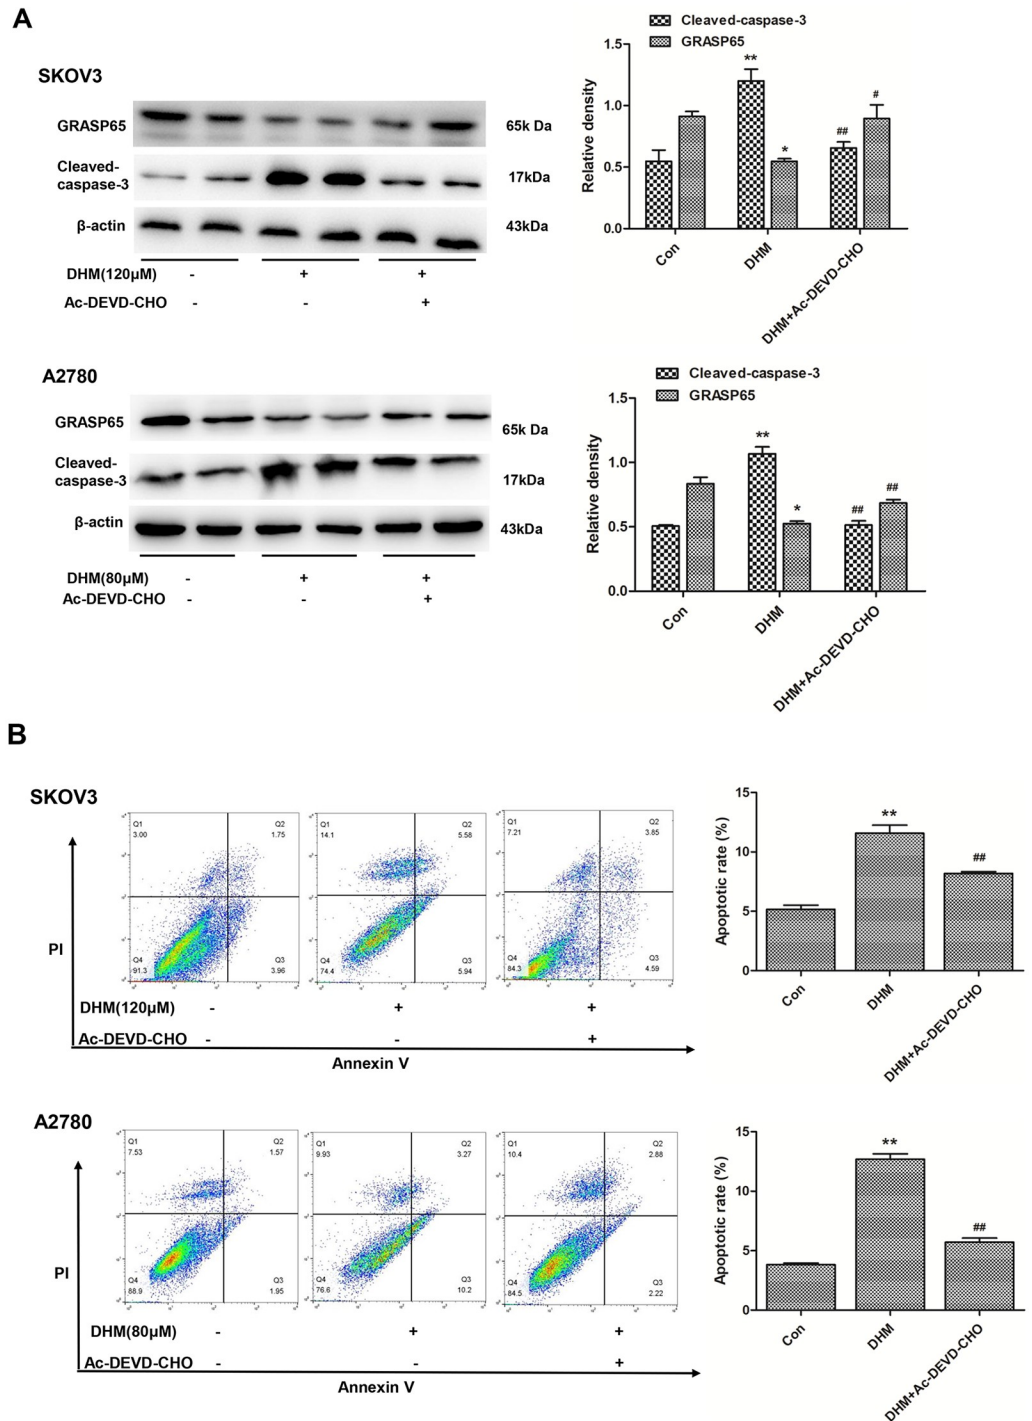 A
SKOV3
GRASP65
65k Da
Cleaved-
caspase-3
17kDa
β-actin
43kDa
DHM(120μM) - + +
Ac-DEVD-CHO - - +
Cleaved-caspase-3
GRASP65
Relative density
1.5
1.0
0.5
0.0
**
*
##
#
Con
DHM
DHM+Ac-DEVD-CHO
A2780
GRASP65
65k Da
Cleaved-
caspase-3
17kDa
β-actin
43kDa
DHM(80μM) - + +
Ac-DEVD-CHO - - +
Cleaved-caspase-3
GRASP65
Relative density
1.5
1.0
0.5
0.0
**
*
##
##
Con
DHM
DHM+Ac-DEVD-CHO
B
SKOV3
PI
Q1 Q2
3.00 1.75
Q4 Q3
91.3 3.96
Q1 Q2
14.1 5.58
Q4 Q3
74.4 5.94
Q1 Q2
7.21 3.85
Q4 Q3
84.3 4.59
DHM(120μM) - + +
Ac-DEVD-CHO - - +
Annexin V
Apoptotic rate (%)
15
10
5
0
**
##
Con
DHM
DHM+Ac-DEVD-CHO
A2780
PI
Q1 Q2
7.53 1.57
Q4 Q3
88.9 1.95
Q1 Q2
9.93 3.27
Q4 Q3
76.6 10.2
Q1 Q2
10.4 2.88
Q4 Q3
84.5 2.22
DHM(80μM) - + +
Ac-DEVD-CHO - - +
Annexin V
Apoptotic rate (%)
15
10
5
0
**
##
Con
DHM
DHM+Ac-DEVD-CHO